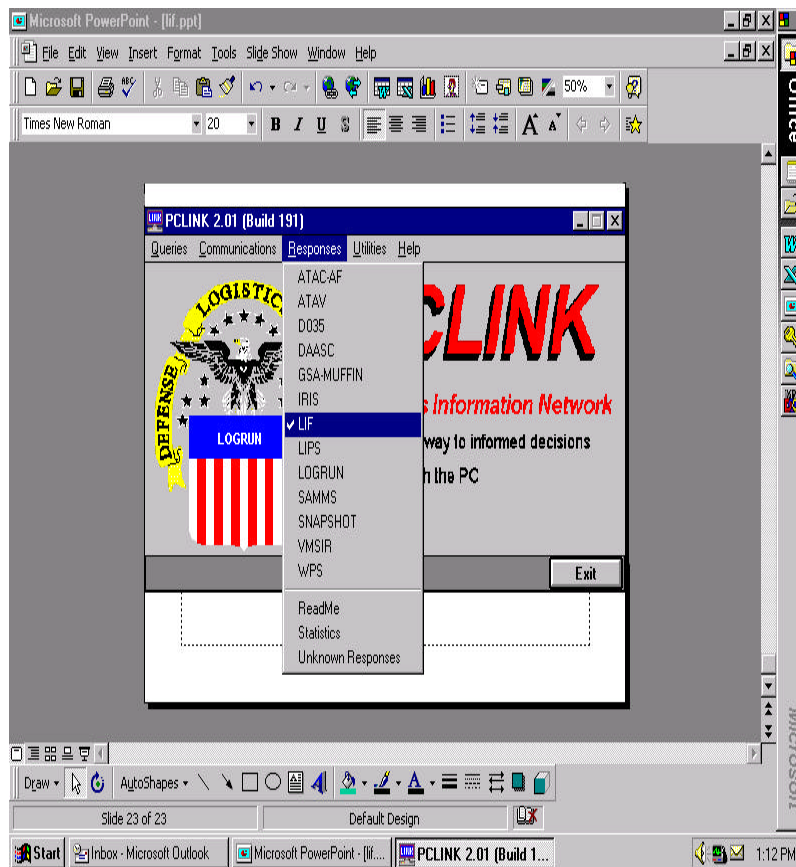 Microsoft PowerPoint - [lif.ppt]
File Edit View Insert Format Tools Slide Show Window Help
ABC
50%
Times New Roman
20
B I U S
A A
Office
PCLINK 2.01 (Build 191)
Queries Communications Responses Utilities Help
ATAC-AF
ATAV
D035
DAASC
GSA-MUFFIN
IRIS
LIF
LIPS
LOGRUN
SAMMS
SNAPSHOT
VMSIR
WPS
ReadMe
Statistics
Unknown Responses
DEFENSE LOGISTIC
LOGRUN
CLINK
s Information Network
way to informed decisions
h the PC
Exit
Microsoft
Draw AutoShapes
Slide 23 of 23 Default Design
Start Inbox - Microsoft Outlook Microsoft PowerPoint - [lif.... LINK PCLINK 2.01 (Build 1... 1:12 PM